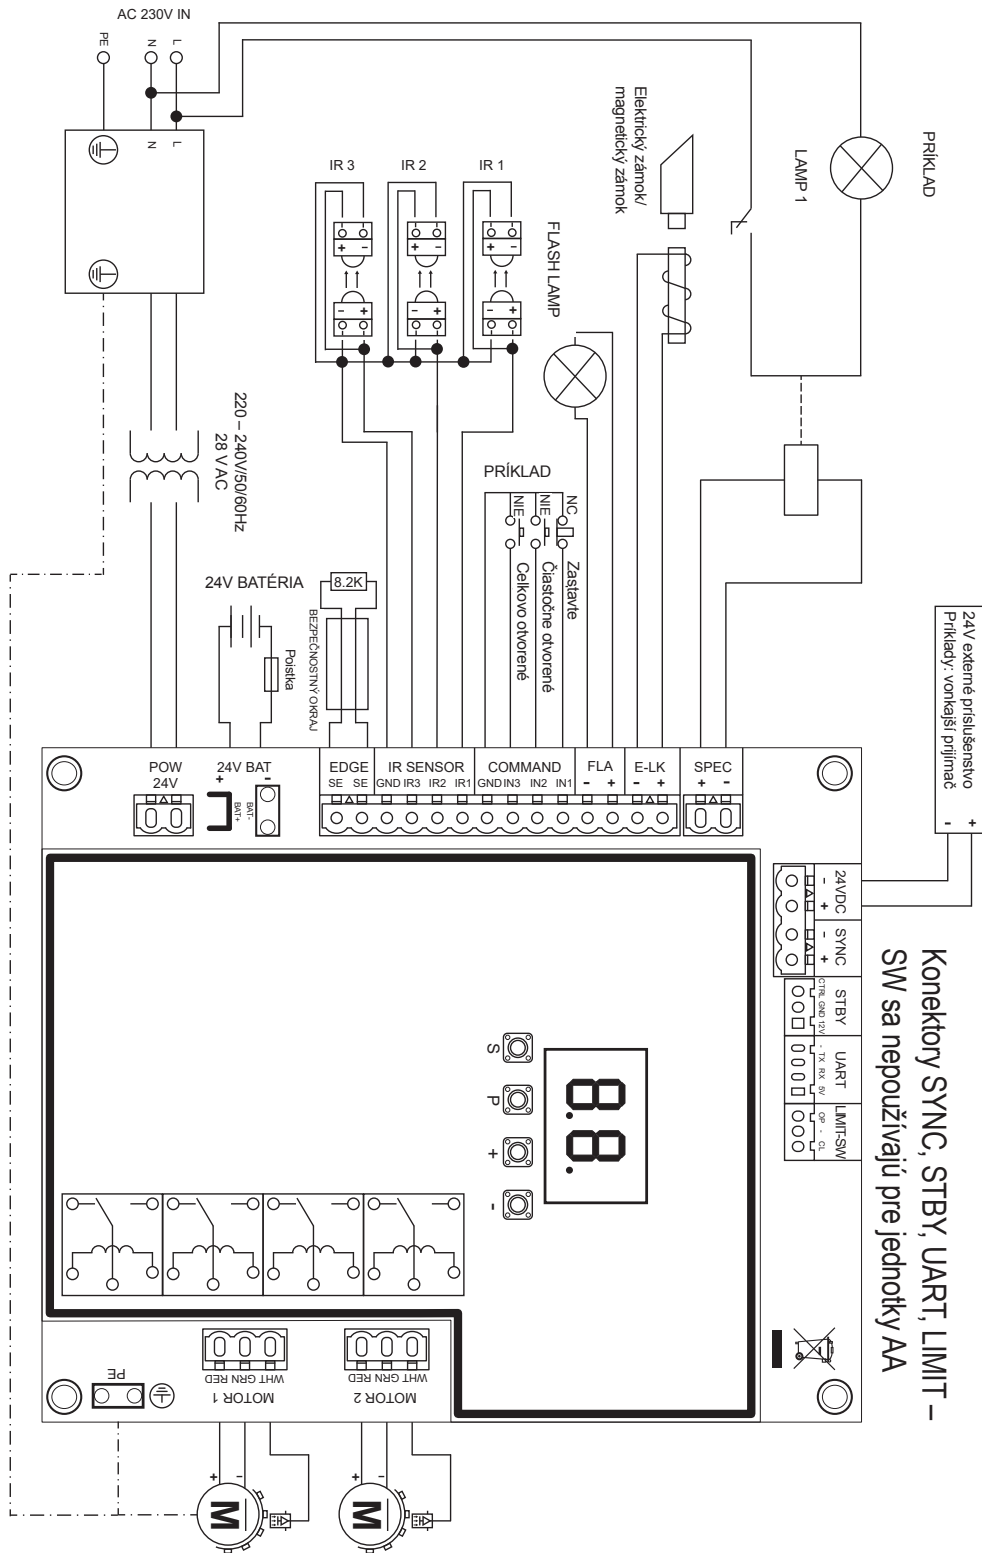 AC 230V IN
PE
N
L
N
L
PRÍKLAD
LAMP 1
Elektrický zámok/
magnetický zámok
IR 3
IR 2
IR 1
+ -
+ -
+ -
- +
- +
- +
FLASH LAMP
220 – 240V/50/60Hz
28 V AC
24V BATÉRIA
Poistka
8.2K
BEZPEČNOSTNÝ OKRAJ
PRÍKLAD
NIE
NIE
NC
Celkovo otvorené
Čiastočne otvorené
Zastavte
24V externé príslušenstvo
Príklady: vonkajší prijímač
- +
POW
24V
24V BAT
+ -
BAT+
BAT-
EDGE
SE SE
IR SENSOR
GND IR3 IR2 IR1
COMMAND
GND IN3 IN2 IN1
FLA
- +
E-LK
- +
SPEC
+ -
24VDC
- +
SYNC
- +
STBY
CTRL GND 12V
UART
- TX RX 5V
LIMIT-SW
OP - CL
Konektory SYNC, STBY, UART, LIMIT –
SW sa nepoužívajú pre jednotky AA
8.8.
S
P
+
-
WHT GRN RED
MOTOR 1
WHT GRN RED
MOTOR 2
PE
+ -
M
+ -
M